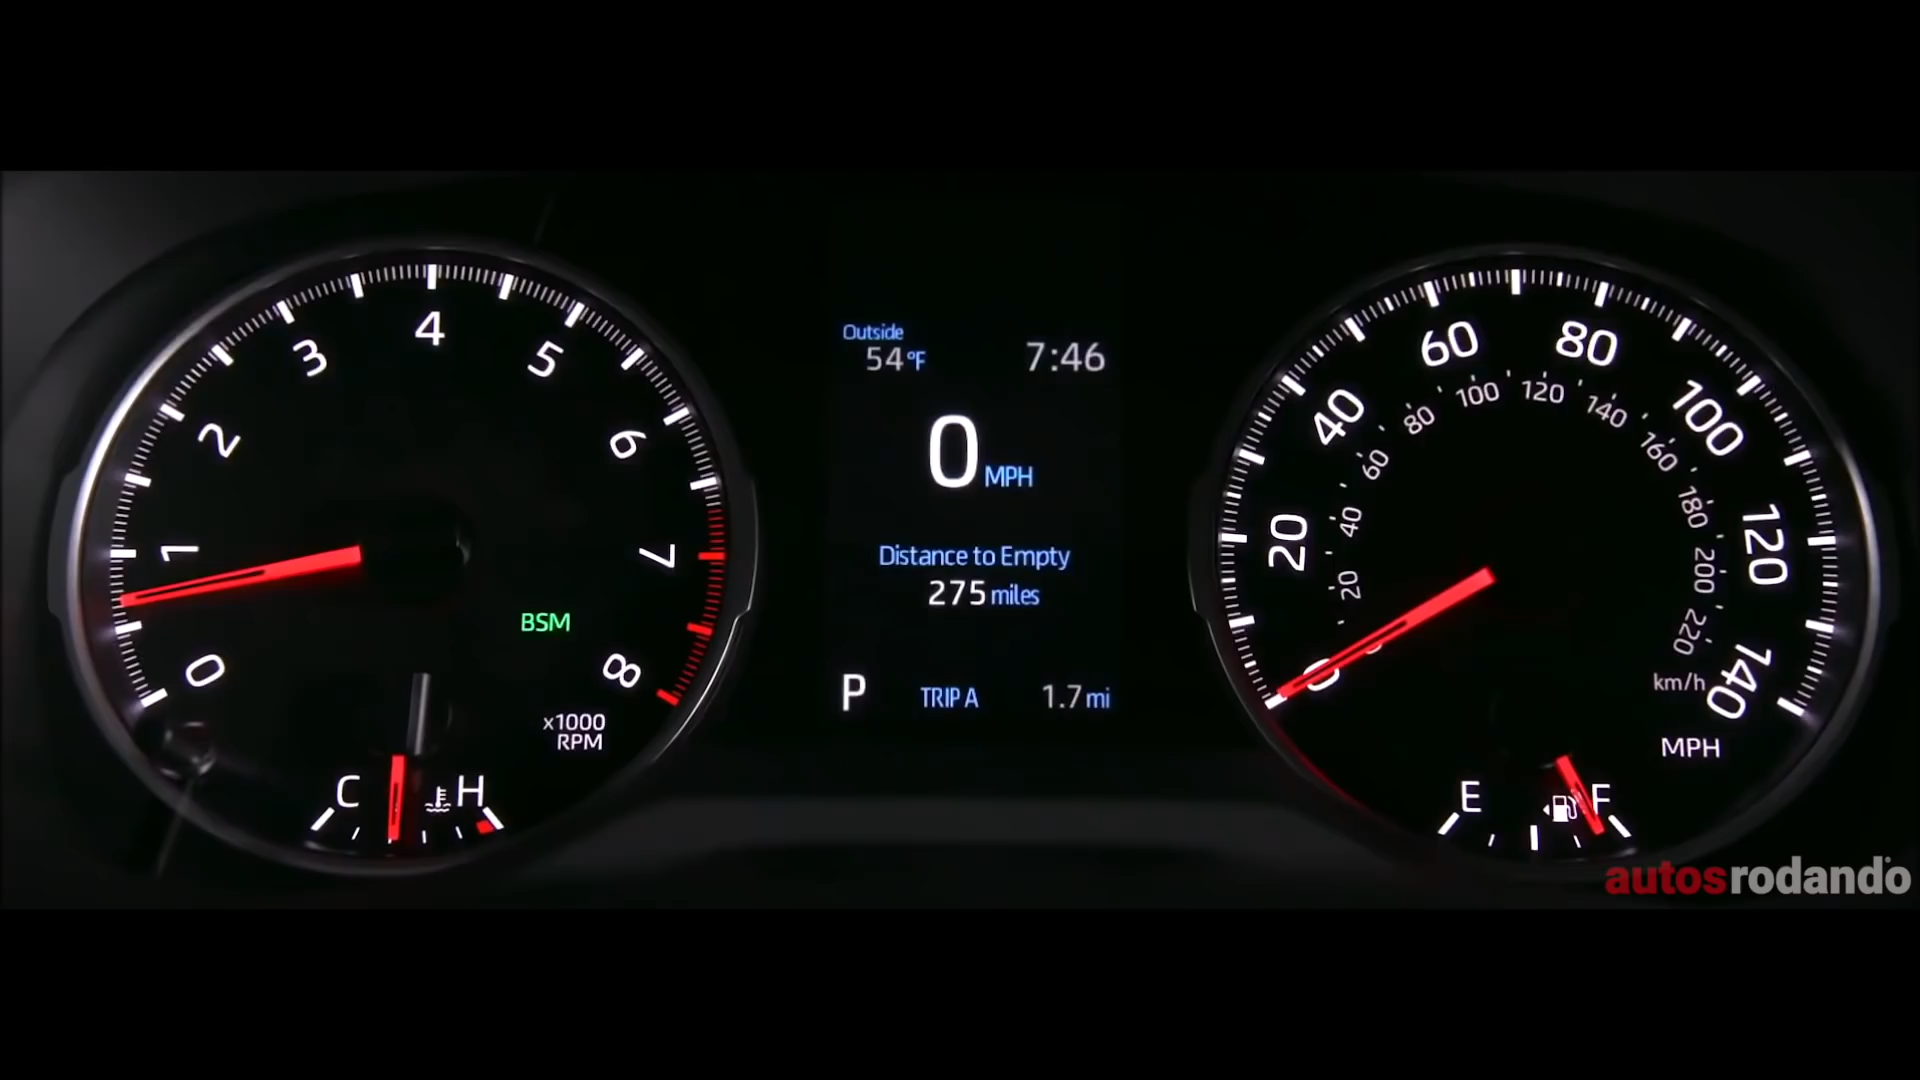 0
1
2
3
4
5
6
7
8
BSM
x1000
RPM
C
H
Outside
54 °F
7:46
0 MPH
Distance to Empty
275 miles
P
TRIP A
1.7 mi
0
20
40
60
80
100
120
140
20
40
60
80
100
120
140
160
180
200
220
km/h
MPH
E
F
autosrodando